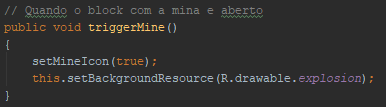 // Quando o block com a mina e aberto
public void triggerMine()
{
setMineIcon(true);
this.setBackgroundResource(R.drawable.explosion);
}